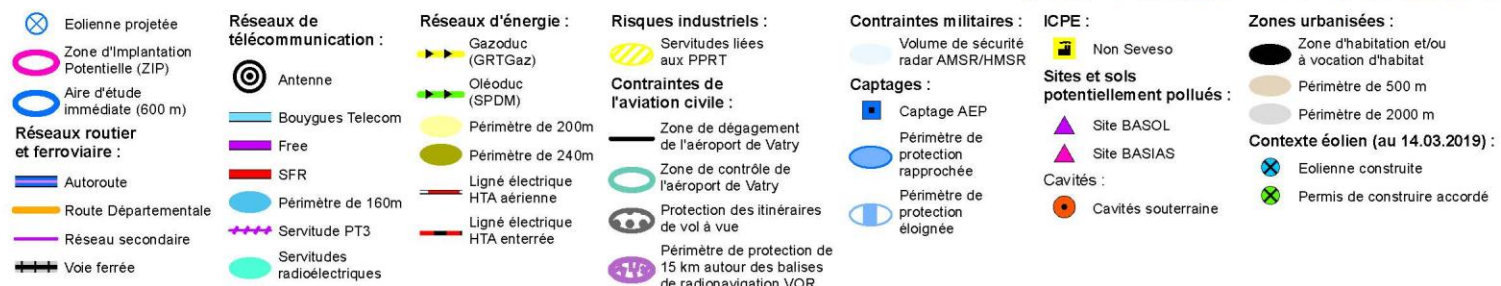 Eolienne projetée
Zone d'Implantation
Potentielle (ZIP)
Aire d'étude
immédiate (600 m)
Réseaux routier
et ferroviaire :
Autoroute
Route Départementale
Réseau secondaire
Voie ferrée
Réseaux de
télécommunication :
Antenne
Bouygues Telecom
Free
SFR
Périmètre de 160m
Servitude PT3
Servitudes
radioélectriques
Réseaux d'énergie :
Gazoduc
(GRTGaz)
Oléoduc
(SPDM)
Périmètre de 200m
Périmètre de 240m
Ligné électrique
HTA aérienne
Ligné électrique
HTA enterrée
Risques industriels :
Servitudes liées
aux PPRT
Contraintes de
l'aviation civile :
Zone de dégagement
de l'aéroport de Vatry
Zone de contrôle de
l'aéroport de Vatry
Protection des itinéraires
de vol à vue
Périmètre de protection de
15 km autour des balises
de radionavigation VOR
Contraintes militaires :
Volume de sécurité
radar AMSR/HMSR
Captages :
Captage AEP
Périmètre de
protection
rapprochée
Périmètre de
protection
éloignée
ICPE :
Non Seveso
Sites et sols
potentiellement pollués :
Site BASOL
Site BASIAS
Cavités :
Cavités souterraine
Zones urbanisées :
Zone d'habitation et/ou
à vocation d'habitat
Périmètre de 500 m
Périmètre de 2000 m
Contexte éolien (au 14.03.2019) :
Eolienne construite
Permis de construire accordé